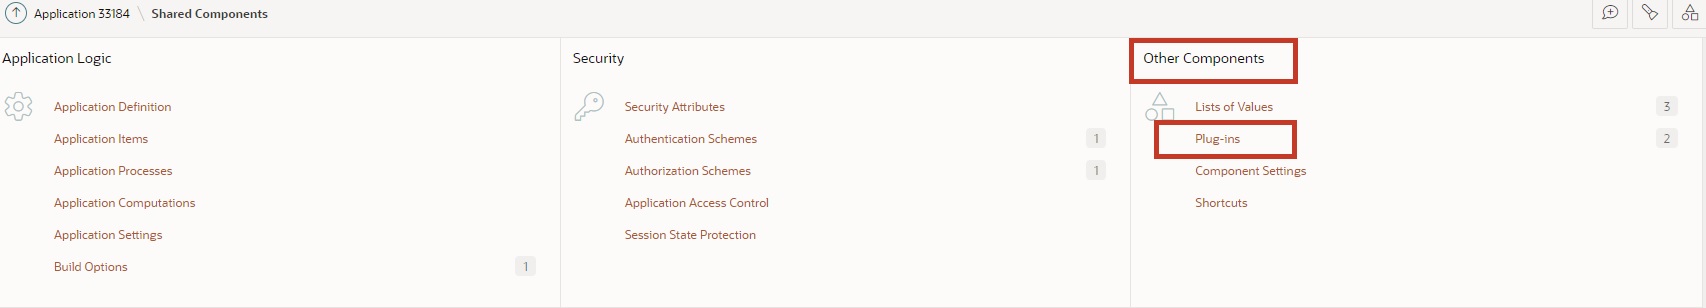 Application 33184 \ Shared Components
Application Logic
Application Definition
Application Items
Application Processes
Application Computations
Application Settings
Build Options 1
Security
Security Attributes
Authentication Schemes 1
Authorization Schemes 1
Application Access Control
Session State Protection
Other Components
Lists of Values 3
Plug-ins 2
Component Settings
Shortcuts